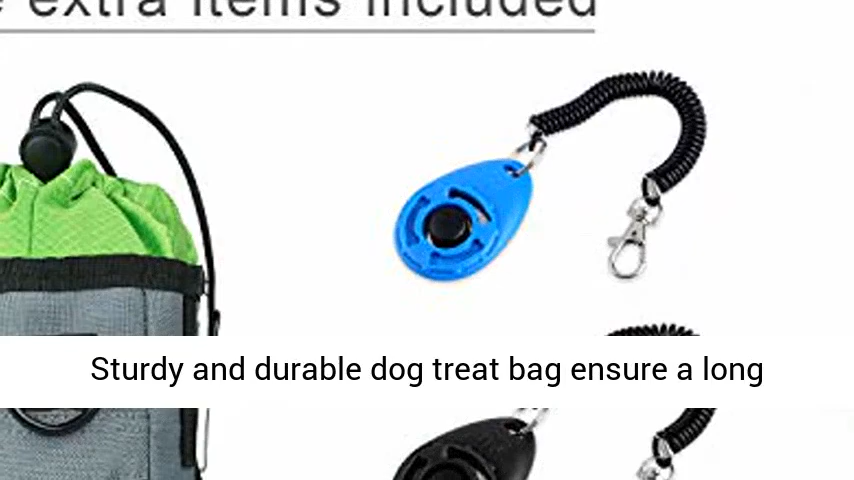 extra items included
Sturdy and durable dog treat bag ensure a long